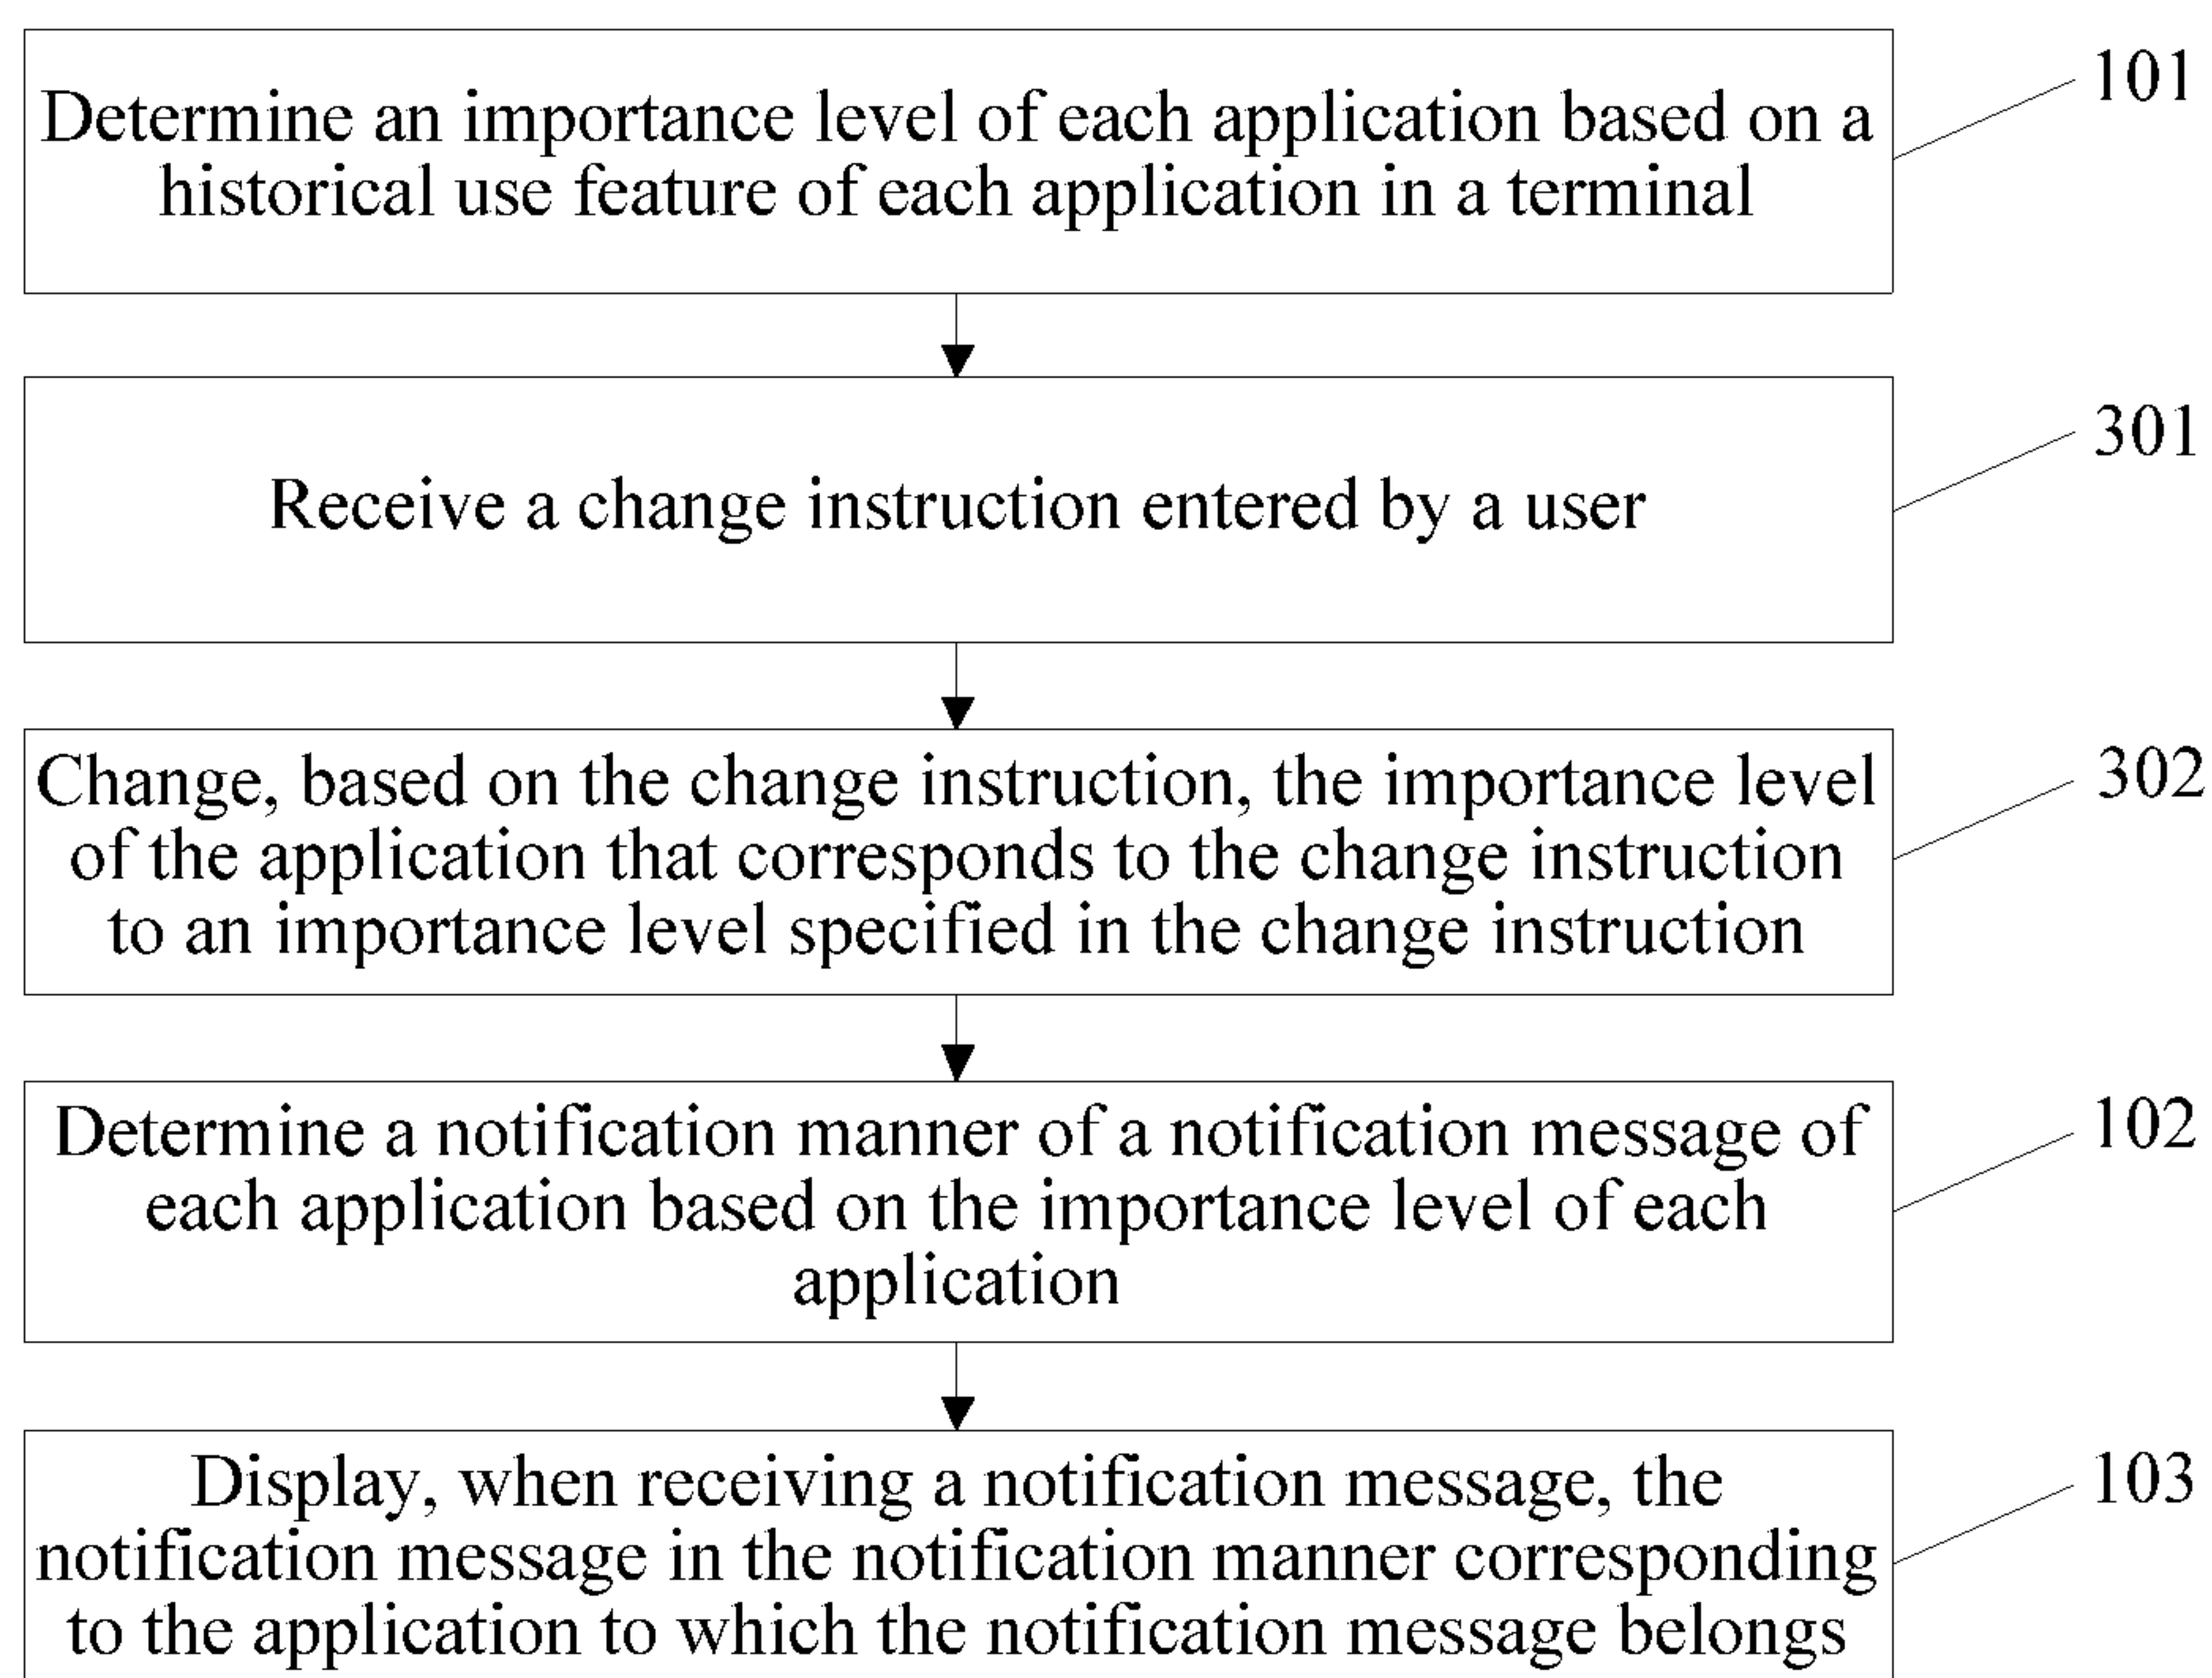 Determine an importance level of each application based on a
historical use feature of each application in a terminal
101
Receive a change instruction entered by a user
301
Change, based on the change instruction, the importance level
of the application that corresponds to the change instruction
to an importance level specified in the change instruction
302
Determine a notification manner of a notification message of
each application based on the importance level of each
application
102
Display, when receiving a notification message, the
notification message in the notification manner corresponding
to the application to which the notification message belongs
103